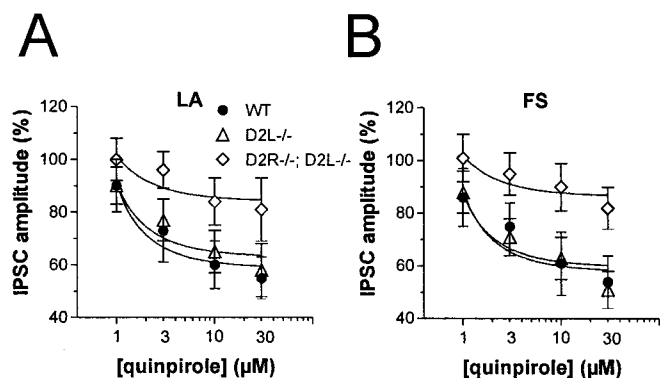 A
LA
120
100
80
60
40
IPSC amplitude (%)
WT
D2L-/-
D2R-/-; D2L-/-
1
3
10
30
[quinpirole] (µM)
B
FS
120
100
80
60
40
IPSC amplitude (%)
1
3
10
30
[quinpirole] (µM)